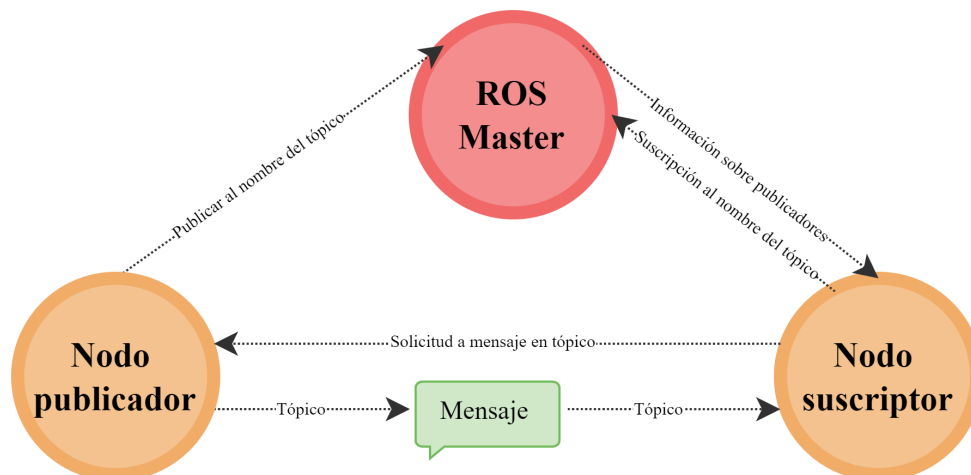 ROS
Master
Publicar al nombre del tópico
Información sobre publicadores
Suscripción al nombre del tópico
Nodo
publicador
Solicitud a mensaje en tópico
Tópico
Mensaje
Tópico
Nodo
suscriptor